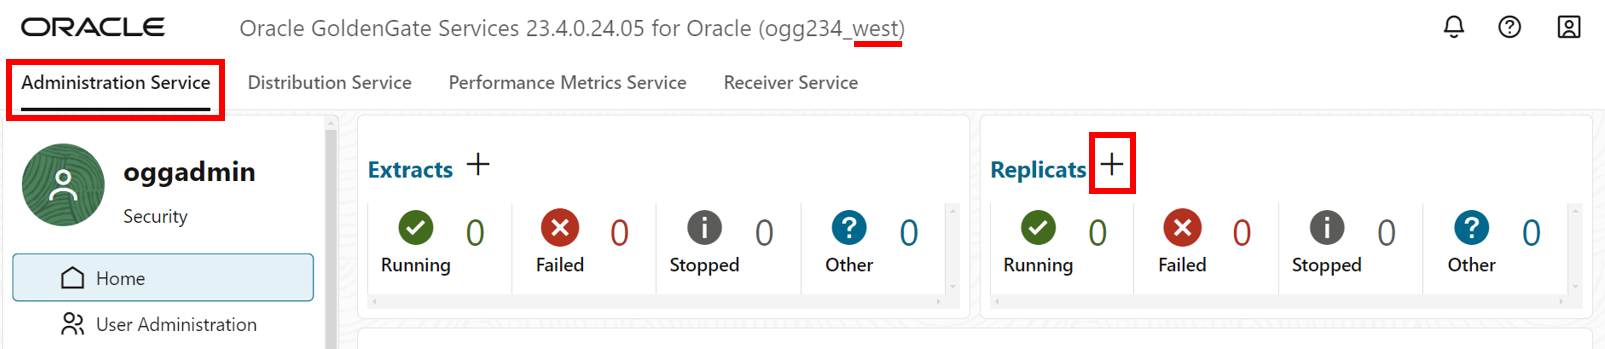 ORACLE Oracle GoldenGate Services 23.4.0.24.05 for Oracle (ogg234_west)
Administration Service Distribution Service Performance Metrics Service Receiver Service
oggadmin
Security
Home
User Administration
Extracts
0 0 0 0
Running Failed Stopped Other
Replicats
0 0 0 0
Running Failed Stopped Other